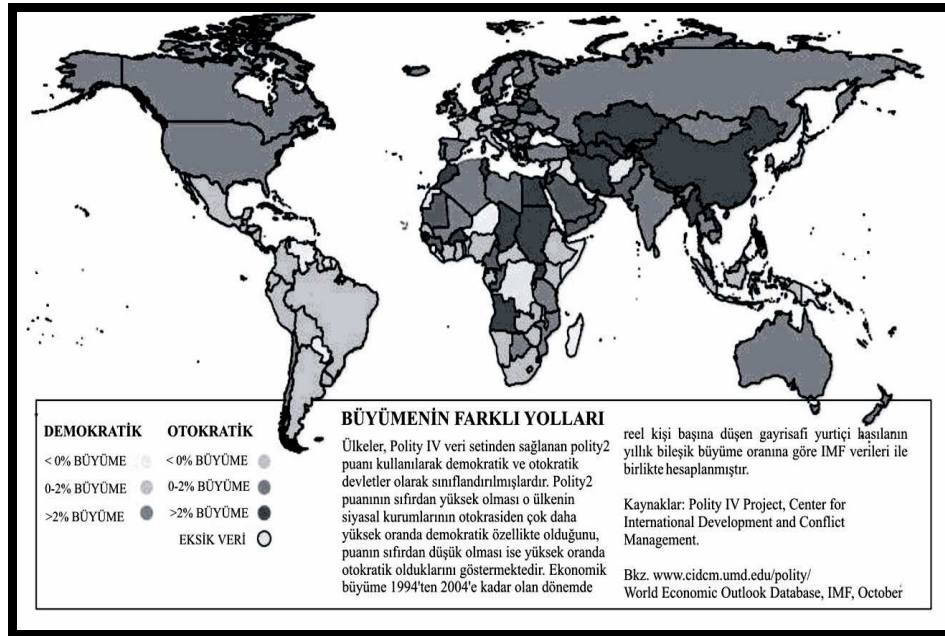 DEMOKRATİK OTOKRATİK
< 0% BÜYÜME < 0% BÜYÜME
0-2% BÜYÜME 0-2% BÜYÜME
>2% BÜYÜME >2% BÜYÜME
EKSİK VERİ
BÜYÜMENİN FARKLI YOLLARI
Ülkeler, Polity IV veri setinden sağlanan polity2
puanı kullanılarak demokratik ve otokratik
devletler olarak sınıflandırılmışlardır. Polity2
puanının sıfırdan yüksek olması o ülkenin
siyasal kurumlarının otokrasiden çok daha
yüksek oranda demokratik özellikte olduğunu,
puanın sıfırdan düşük olması ise yüksek oranda
otokratik olduklarını göstermektedir. Ekonomik
büyüme 1994'ten 2004'e kadar olan dönemde
reel kişi başına düşen gayrisafi yurtiçi hasılanın
yıllık bileşik büyüme oranına göre IMF verileri ile
birlikte hesaplanmıştır.
Kaynaklar: Polity IV Project, Center for
International Development and Conflict
Management.
Bkz. www.cidcm.umd.edu/polity/
World Economic Outlook Database, IMF, October